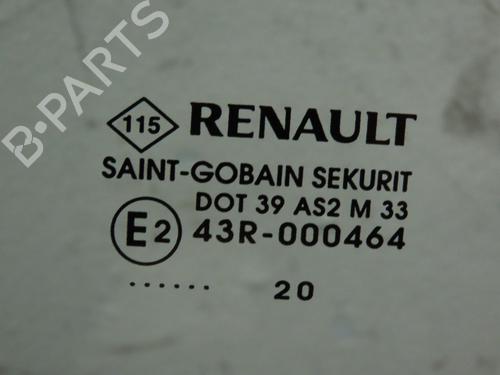 B-PARTS
115 RENAULT
SAINT-GOBAIN SEKURIT
DOT 39 AS2 M 33
E2 43R-000464
...... 20